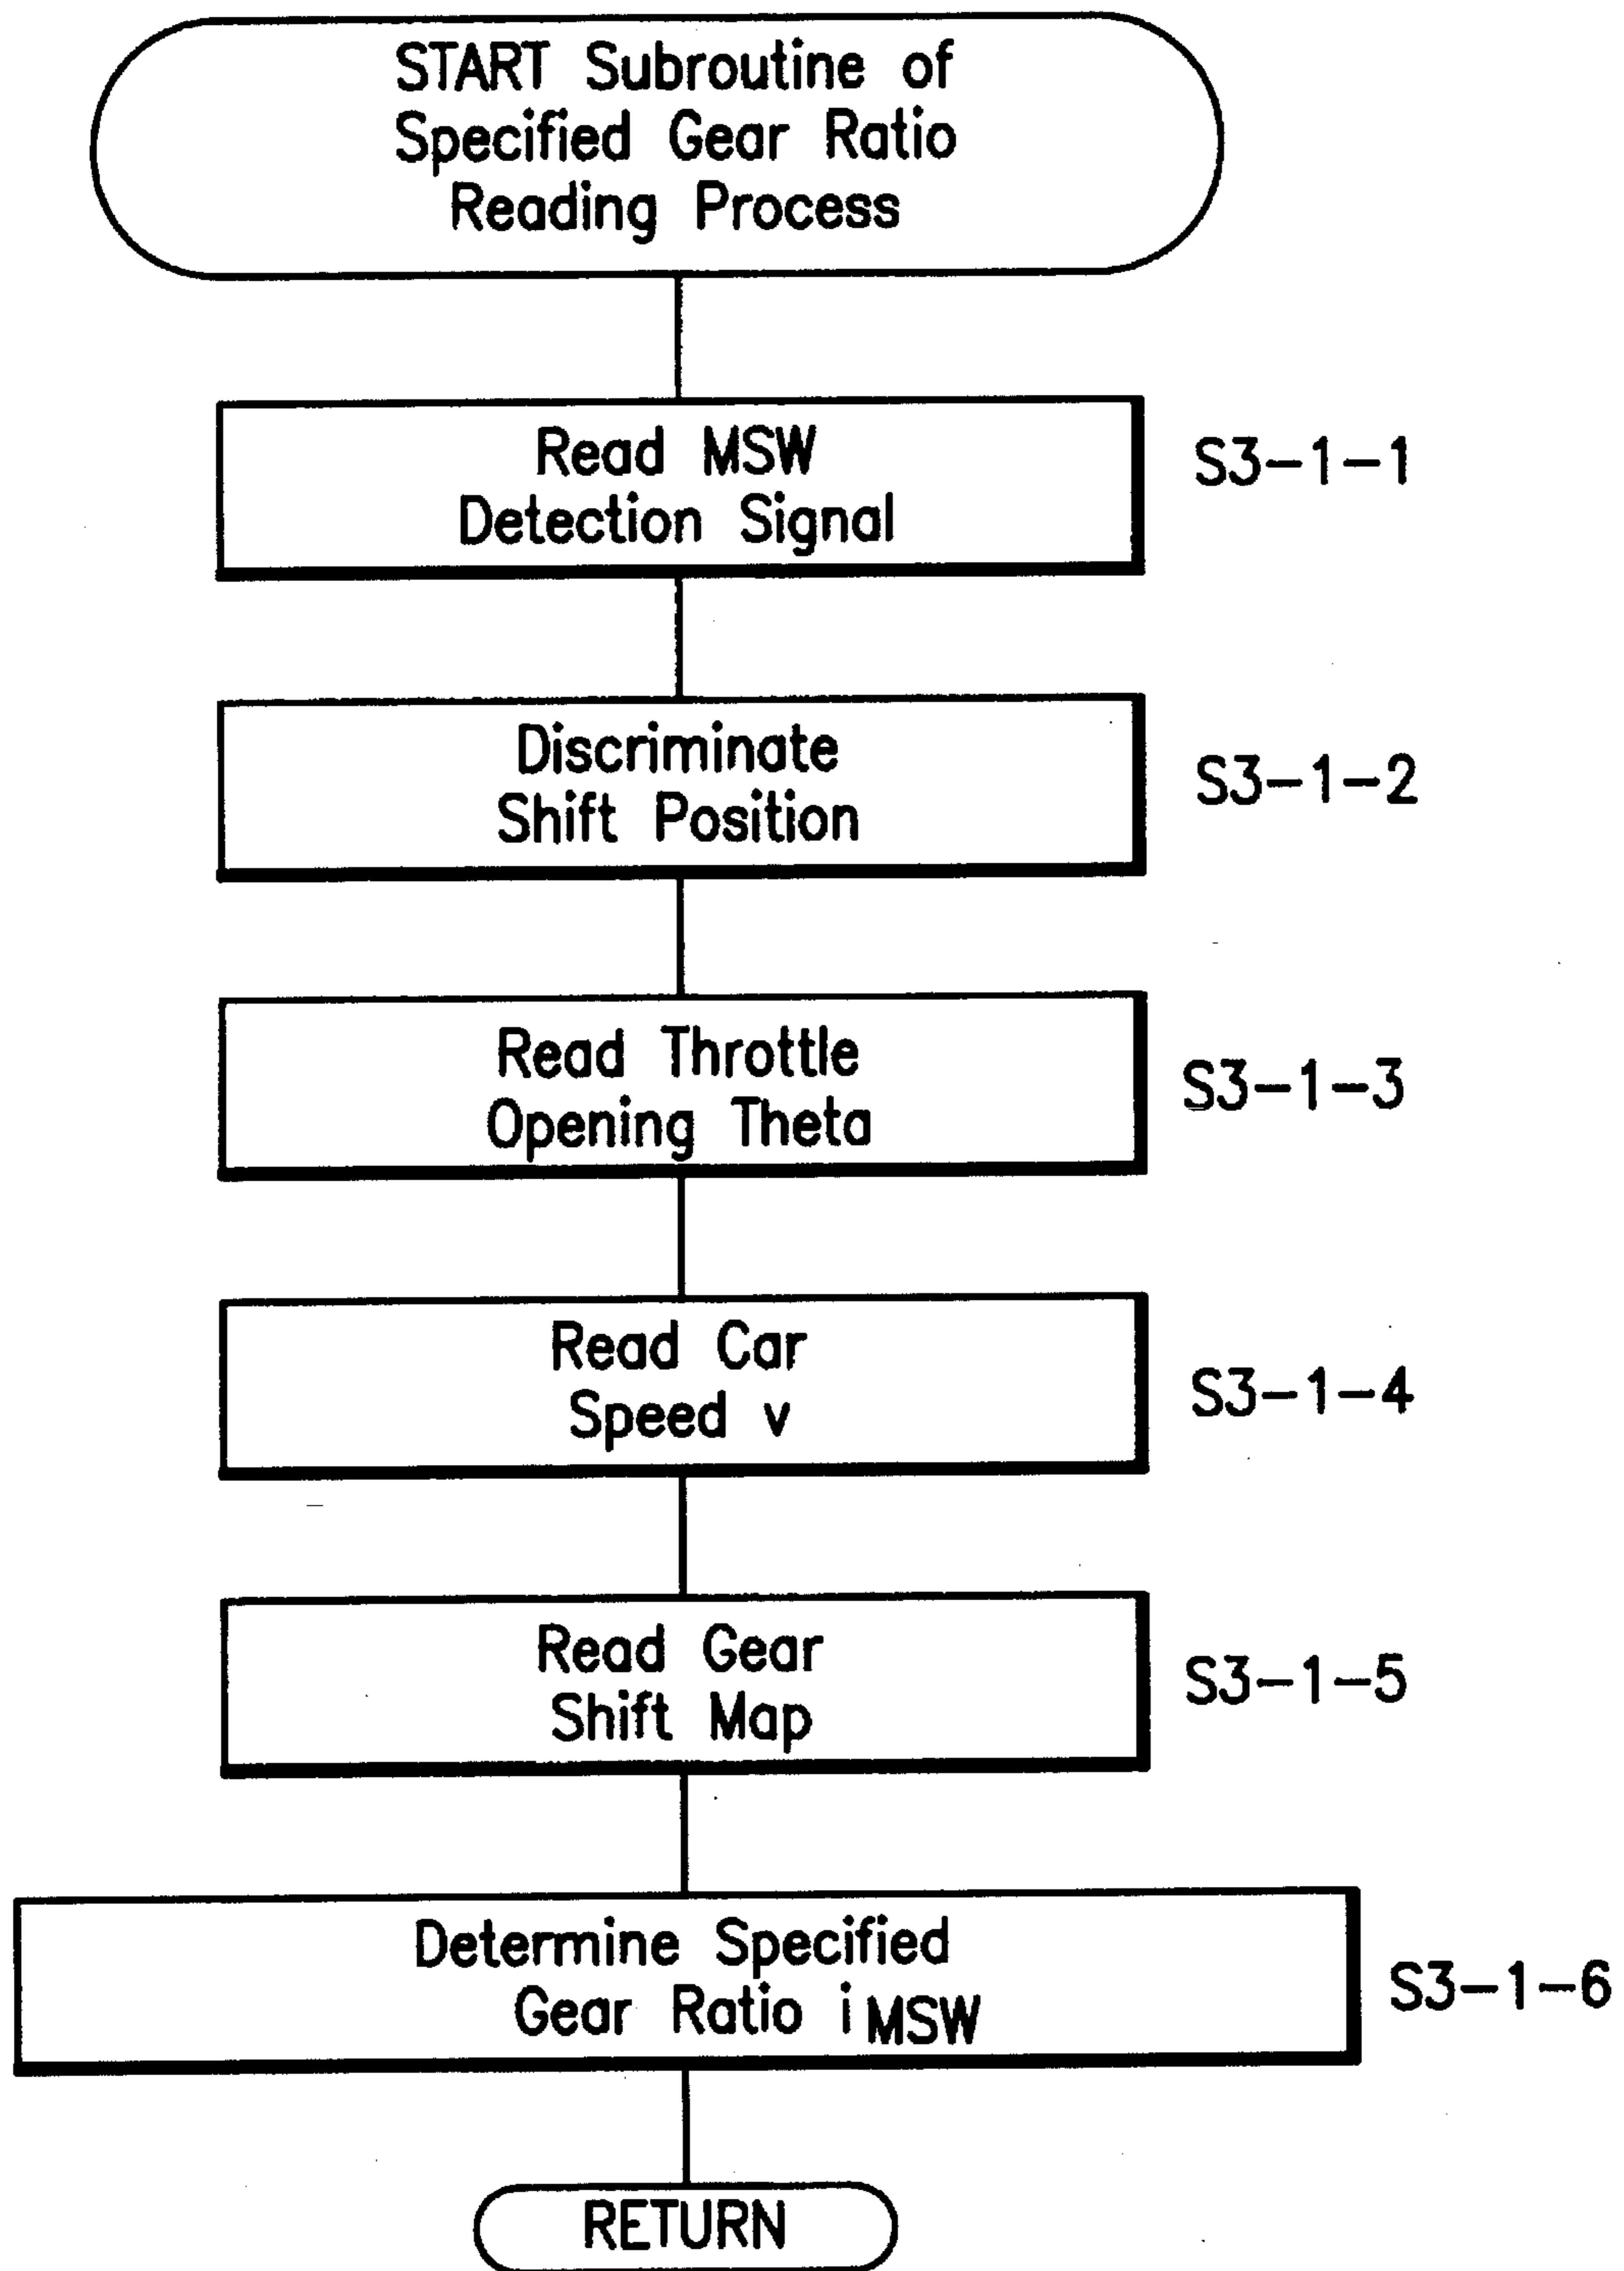 START Subroutine of
Specified Gear Ratio
Reading Process
Read MSW
Detection Signal
S3-1-1
Discriminate
Shift Position
S3-1-2
Read Throttle
Opening Theta
S3-1-3
Read Car
Speed v
S3-1-4
Read Gear
Shift Map
S3-1-5
Determine Specified
Gear Ratio i MSW
S3-1-6
RETURN